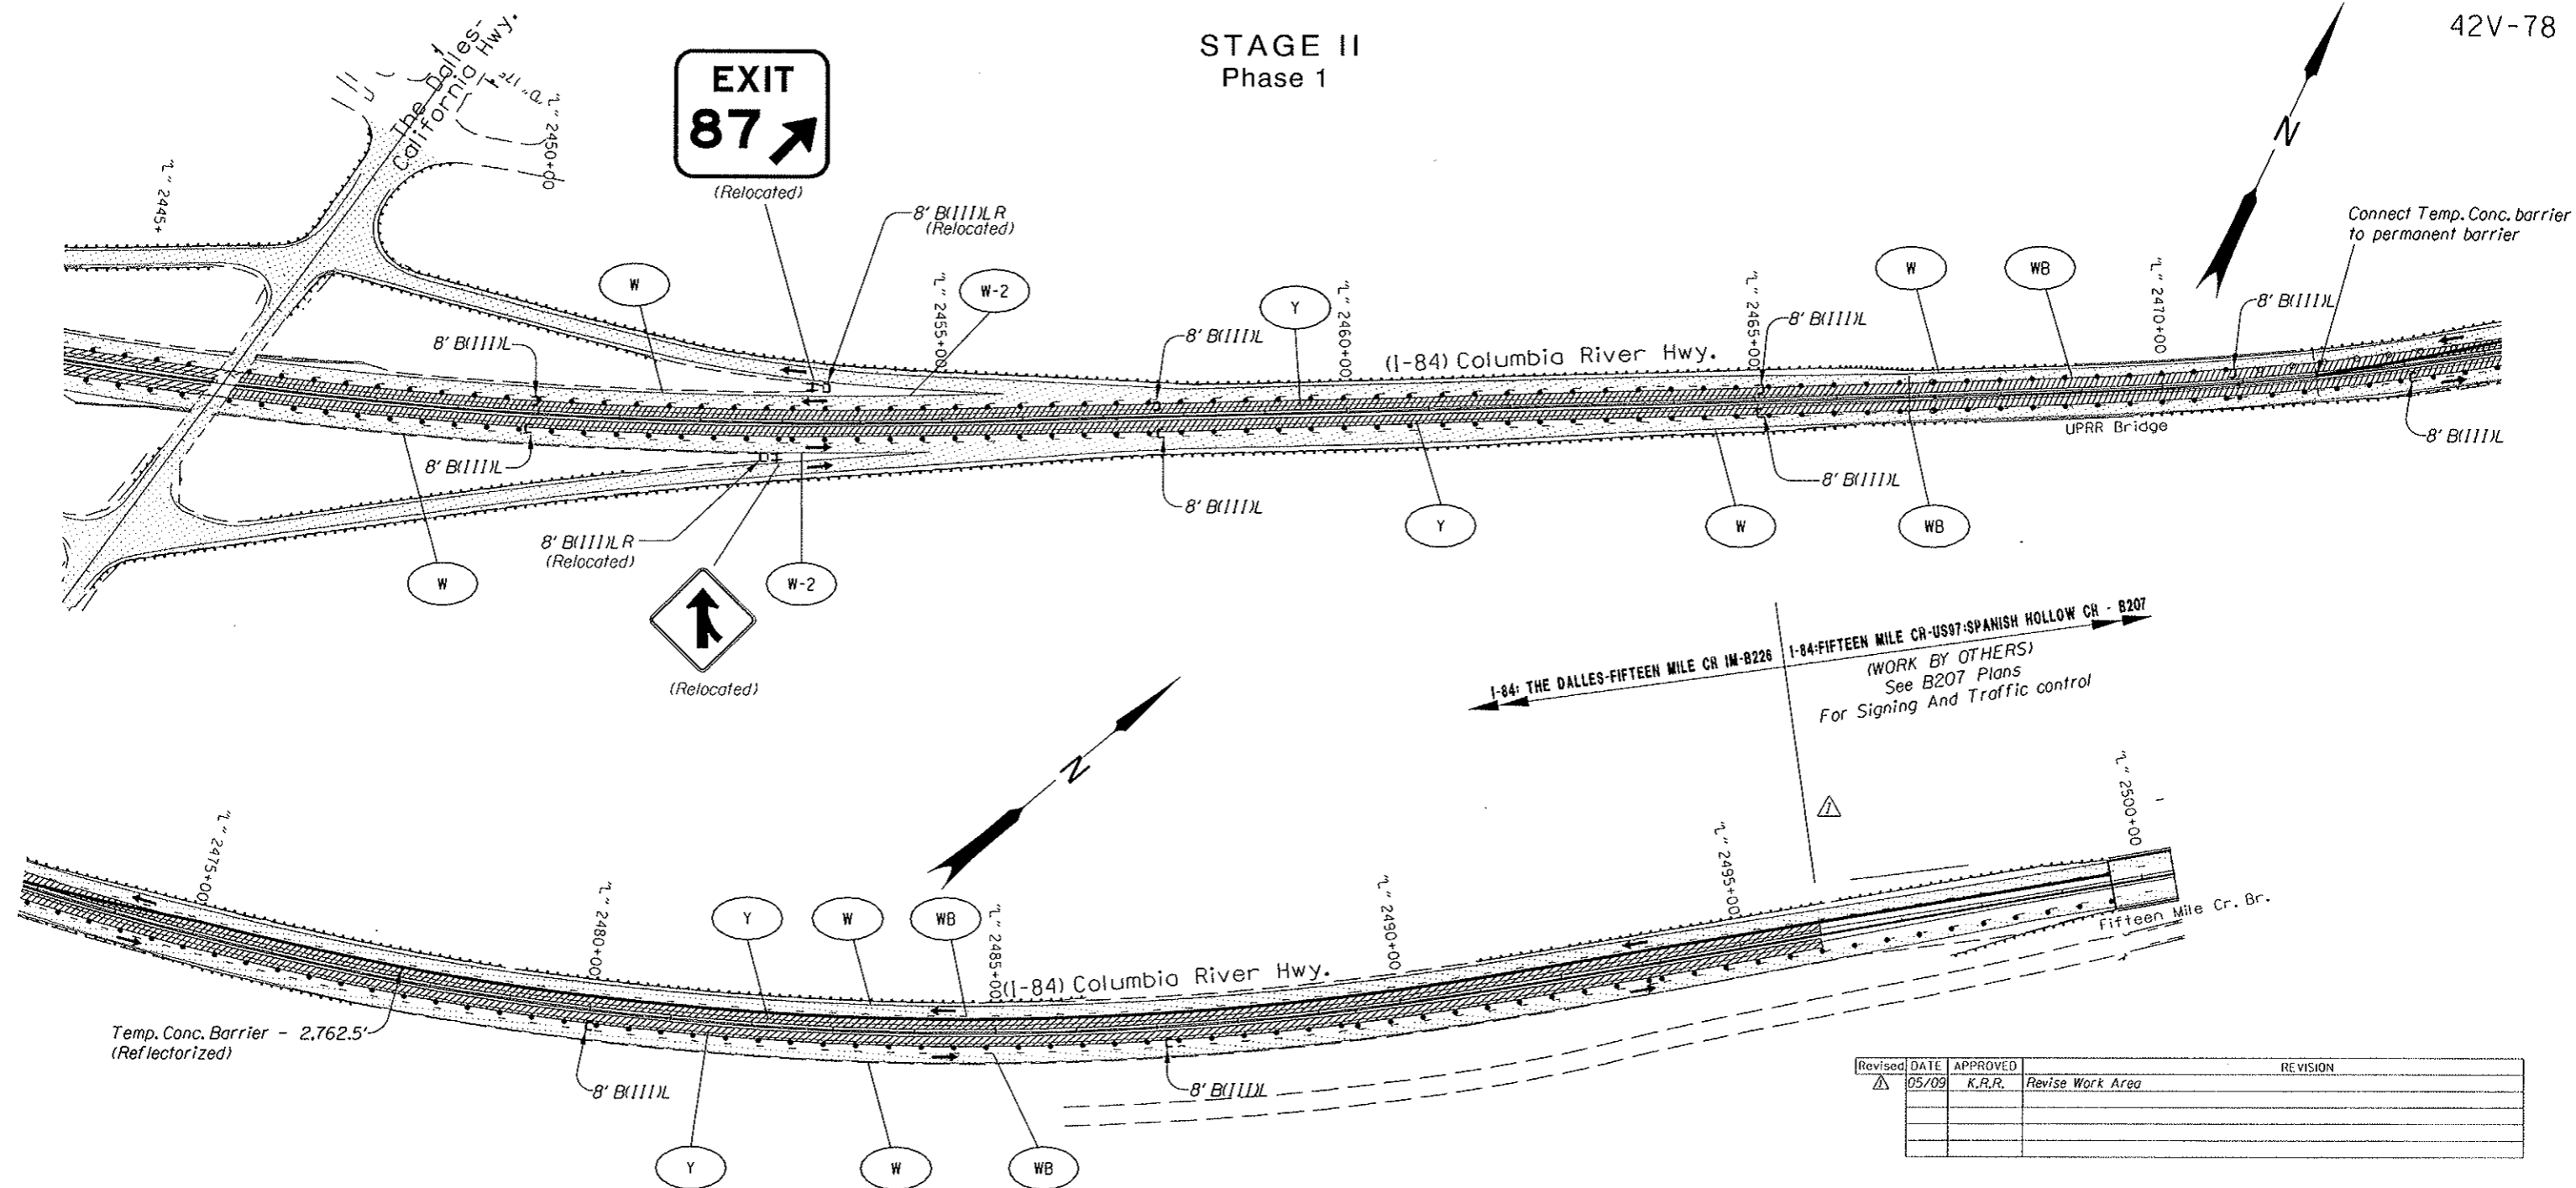 42V-78
STAGE II
Phase 1
The Dalles-
California Hwy.
"L" 2445+
"L" 2450+00
EXIT
87
(Relocated)
8' B(III)LR
(Relocated)
W
"L" 2455+00
W-2
8' B(III)L
8' B(III)L
Y
"L" 2460+00
(I-84) Columbia River Hwy.
"L" 2465+00
8' B(III)L
W
WB
"L" 2470+00
8' B(III)L
N
Connect Temp. Conc. barrier
to permanent barrier
8' B(III)L
8' B(III)L
8' B(III)L
UPRR Bridge
8' B(III)L
8' B(III)LR
(Relocated)
W
W-2
Y
W
WB
(Relocated)
I-84: THE DALLES-FIFTEEN MILE CR IM-B226
I-84:FIFTEEN MILE CR-US97:SPANISH HOLLOW CR - B207
(WORK BY OTHERS)
See B207 Plans
For Signing And Traffic control
N
1
"L" 2475+00
"L" 2480+00
Y
W
WB
"L" 2485+00
(I-84) Columbia River Hwy.
"L" 2490+00
"L" 2495+00
"L" 2500+00
Fifteen Mile Cr. Br.
Temp. Conc. Barrier - 2,762.5'
(Reflectorized)
8' B(III)L
8' B(III)L
Y
W
WB
Revised DATE APPROVED REVISION
1 05/09 K.R.R. Revise Work Area